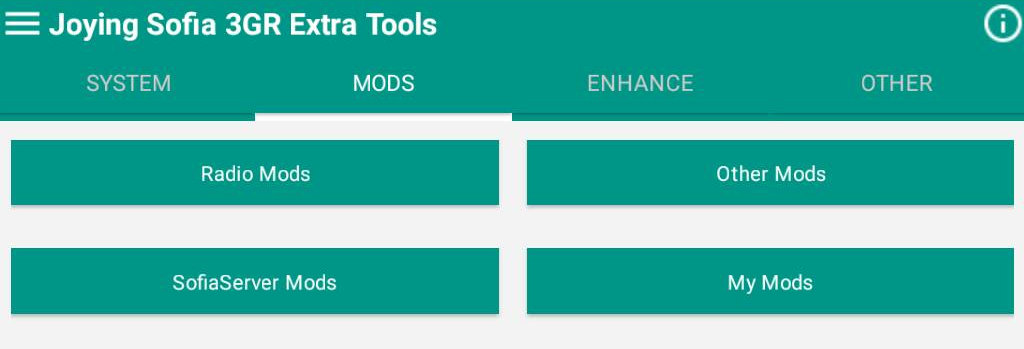 Joying Sofia 3GR Extra Tools
SYSTEM MODS ENHANCE OTHER
Radio Mods Other Mods
SofiaServer Mods My Mods